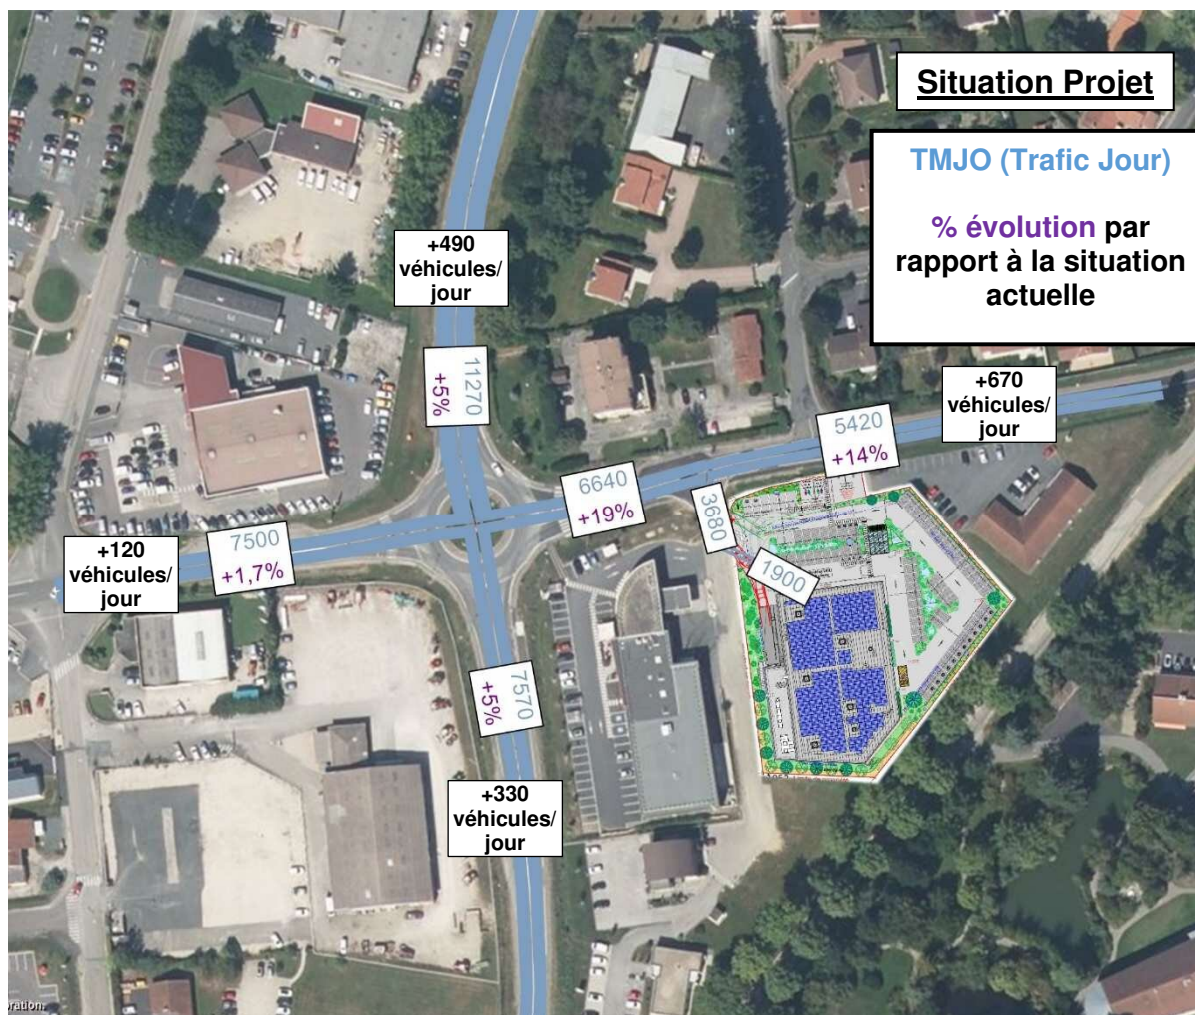 Situation Projet
TMJO (Trafic Jour)
% évolution par
rapport à la situation
actuelle
+490
véhicules/
jour
11270
+5%
+670
véhicules/
jour
5420
+14%
6640
+19%
3680
1900
7500
+1,7%
+120
véhicules/
jour
7570
+5%
+330
véhicules/
jour